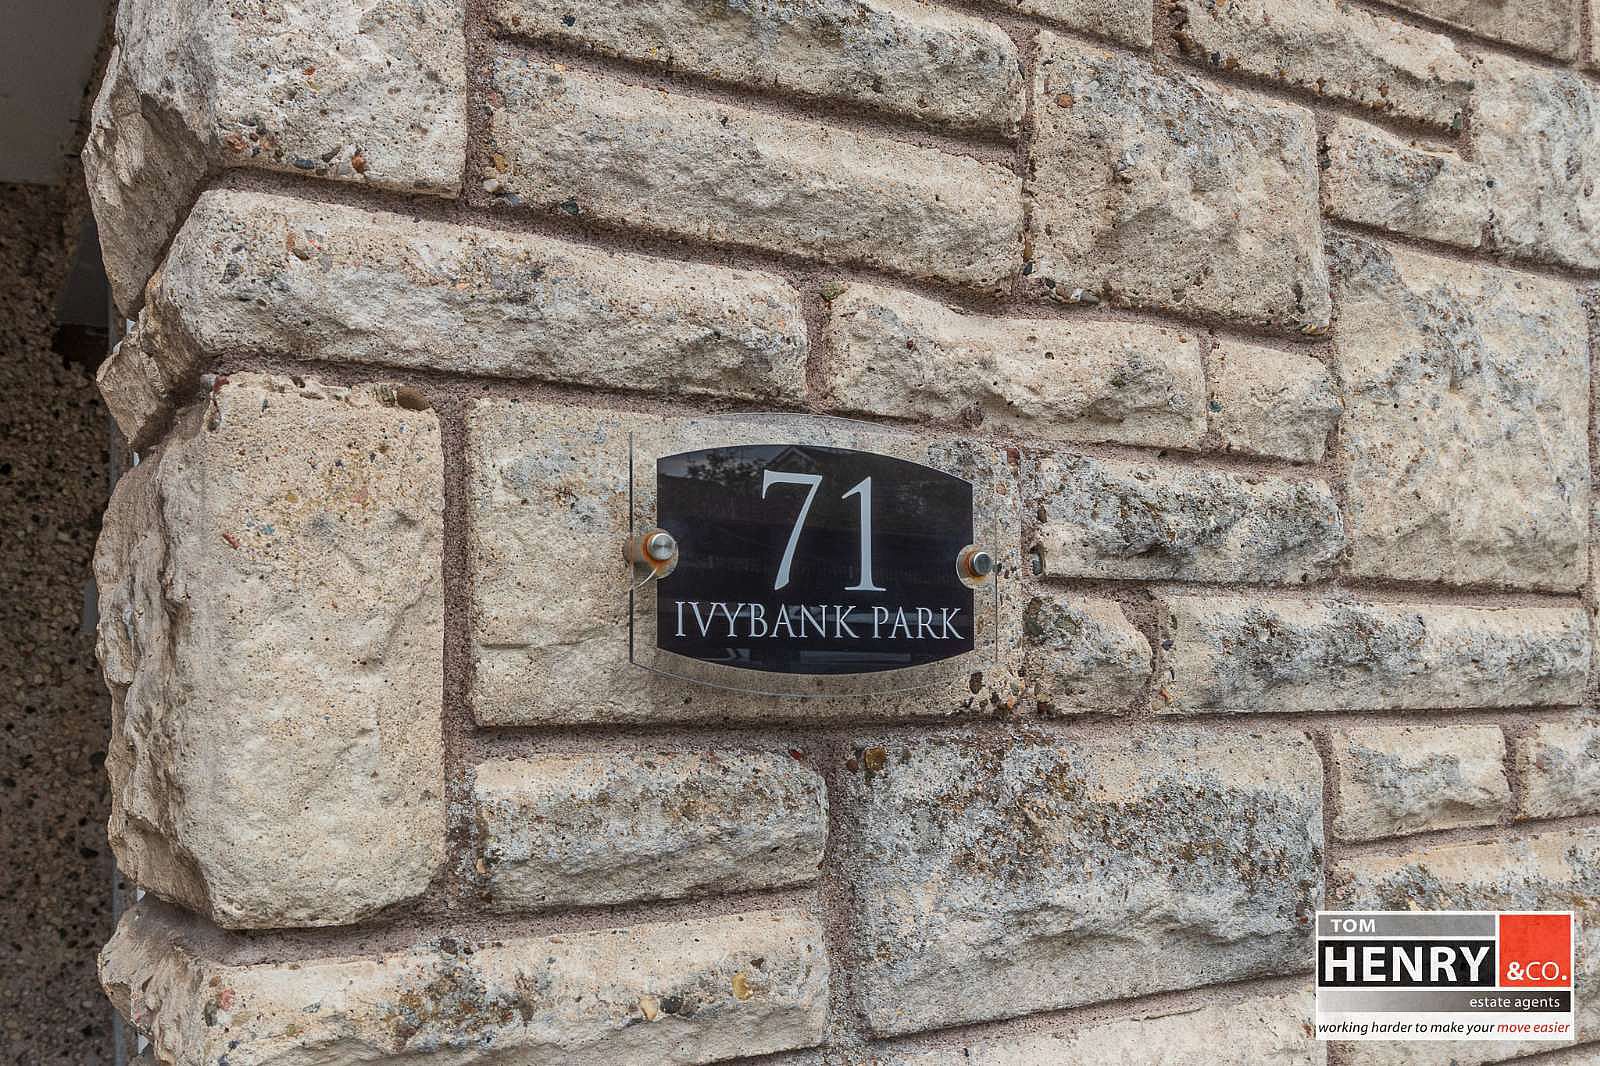 71
IVYBANK PARK
TOM
HENRY &CO.
estate agents
working harder to make your move easier